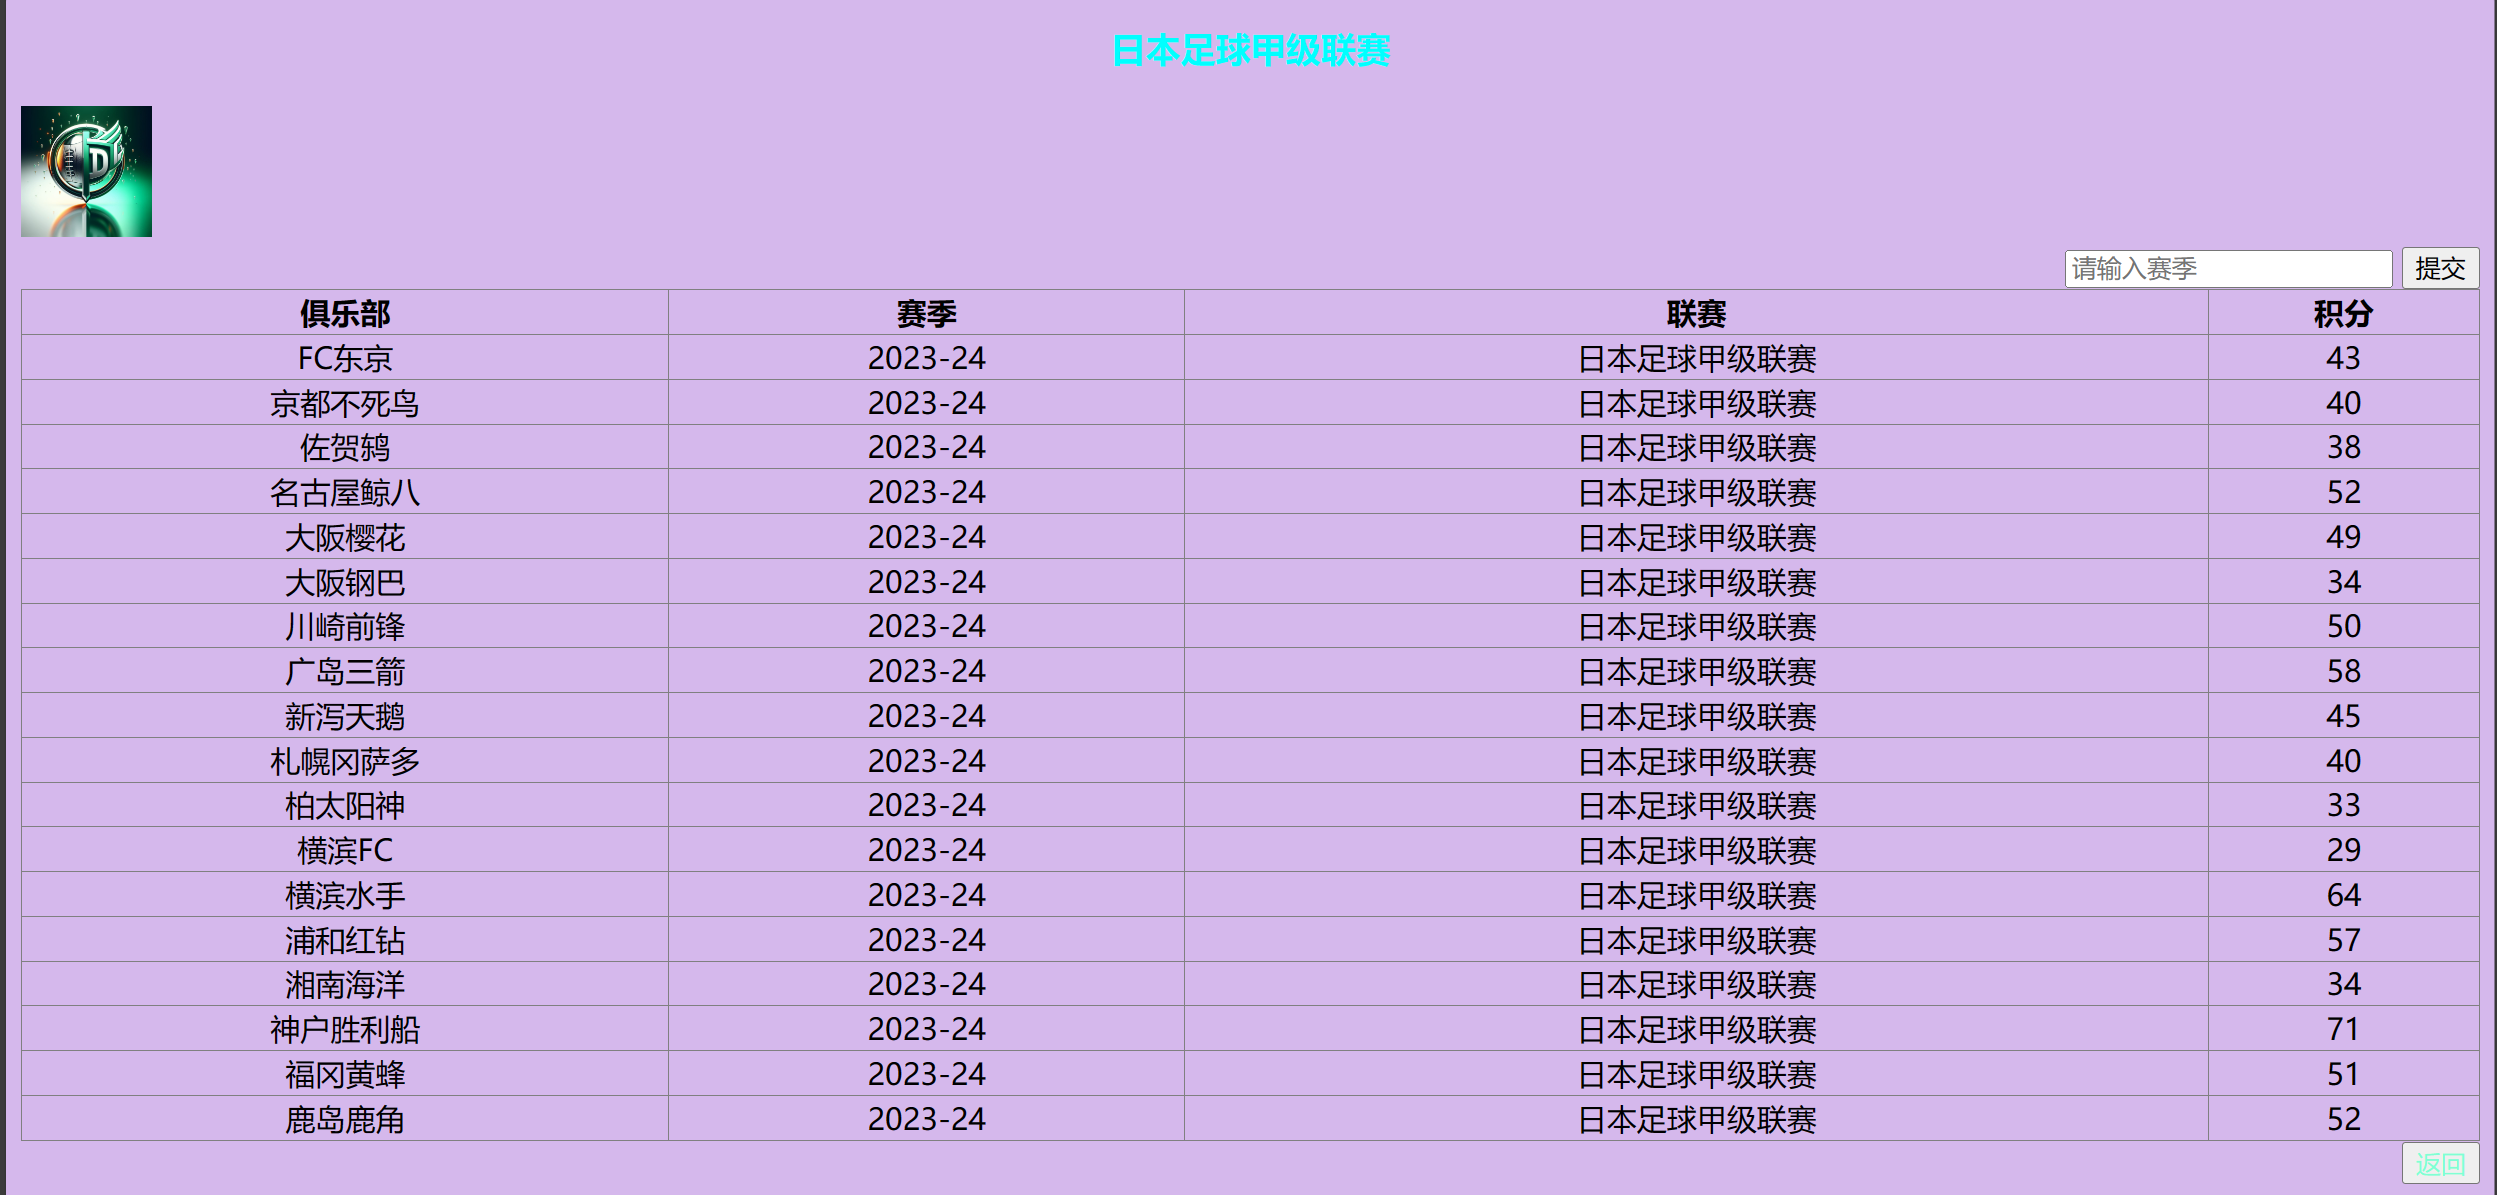 日本足球甲级联赛
D
请输入赛季 提交
俱乐部 赛季 联赛 积分
FC东京 2023-24 日本足球甲级联赛 43
京都不死鸟 2023-24 日本足球甲级联赛 40
佐贺鸫 2023-24 日本足球甲级联赛 38
名古屋鲸八 2023-24 日本足球甲级联赛 52
大阪樱花 2023-24 日本足球甲级联赛 49
大阪钢巴 2023-24 日本足球甲级联赛 34
川崎前锋 2023-24 日本足球甲级联赛 50
广岛三箭 2023-24 日本足球甲级联赛 58
新泻天鹅 2023-24 日本足球甲级联赛 45
札幌冈萨多 2023-24 日本足球甲级联赛 40
柏太阳神 2023-24 日本足球甲级联赛 33
横滨FC 2023-24 日本足球甲级联赛 29
横滨水手 2023-24 日本足球甲级联赛 64
浦和红钻 2023-24 日本足球甲级联赛 57
湘南海洋 2023-24 日本足球甲级联赛 34
神户胜利船 2023-24 日本足球甲级联赛 71
福冈黄蜂 2023-24 日本足球甲级联赛 51
鹿岛鹿角 2023-24 日本足球甲级联赛 52
返回